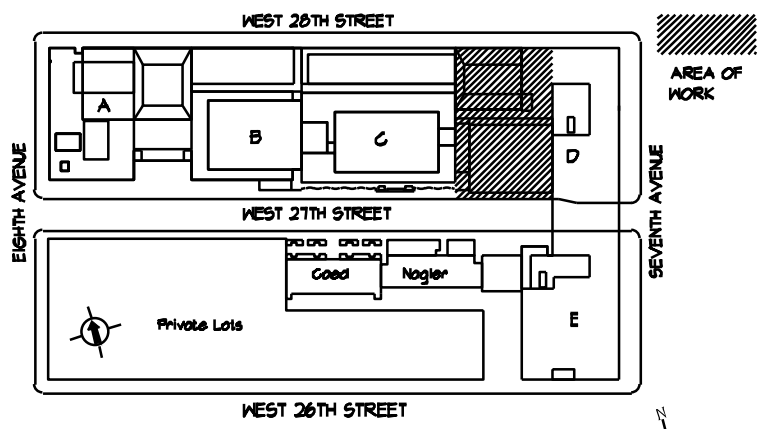 WEST 28TH STREET
AREA OF
WORK
A
B
C
D
EIGHTH AVENUE
SEVENTH AVENUE
WEST 27TH STREET
Coed
Nagler
Private Lots
E
WEST 26TH STREET
N